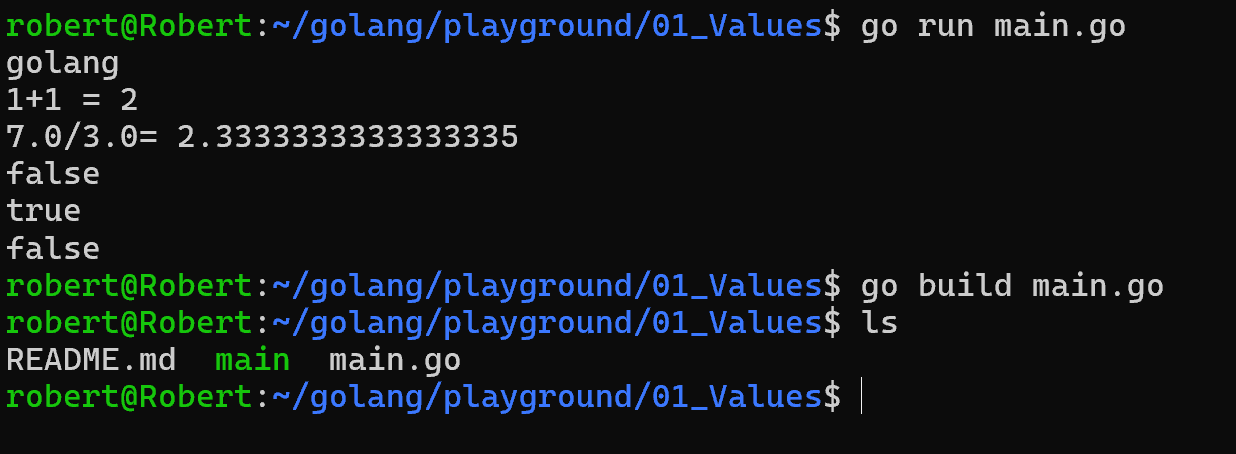 robert@Robert:~/golang/playground/01_Values$ go run main.go
golang
1+1 = 2
7.0/3.0= 2.3333333333333335
false
true
false
robert@Robert:~/golang/playground/01_Values$ go build main.go
robert@Robert:~/golang/playground/01_Values$ ls
README.md  main  main.go
robert@Robert:~/golang/playground/01_Values$